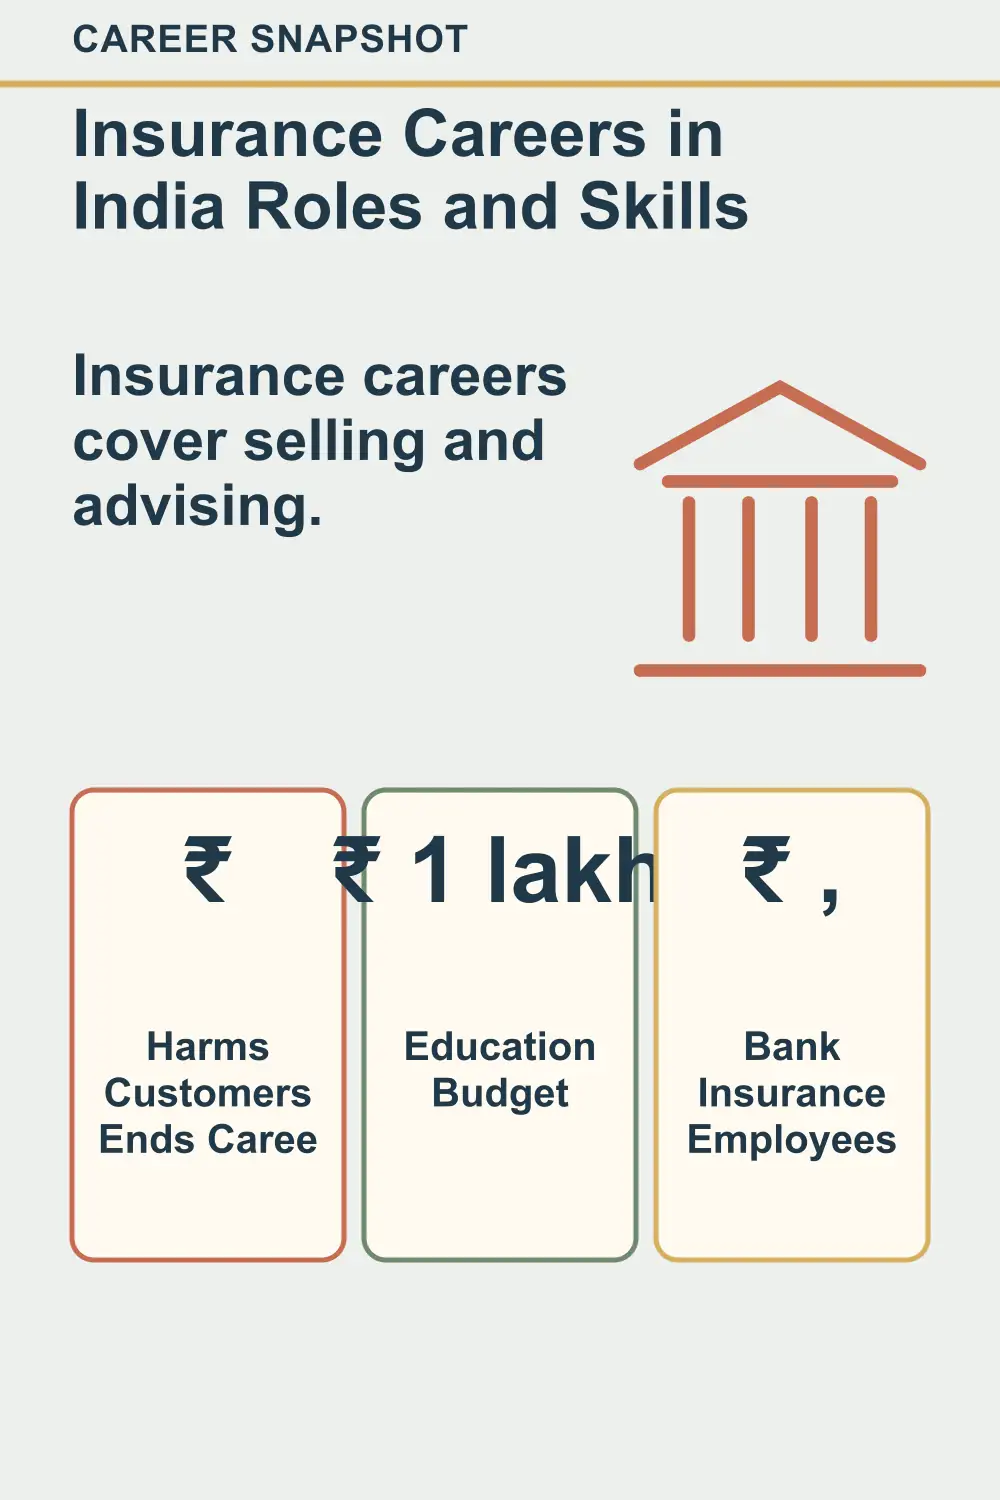 CAREER SNAPSHOT
Insurance Careers in
India Roles and Skills
Insurance careers
cover selling and
advising.
₹
₹ 1 lakh
₹ ,
Harms
Customers
Ends Caree
Education
Budget
Bank
Insurance
Employees